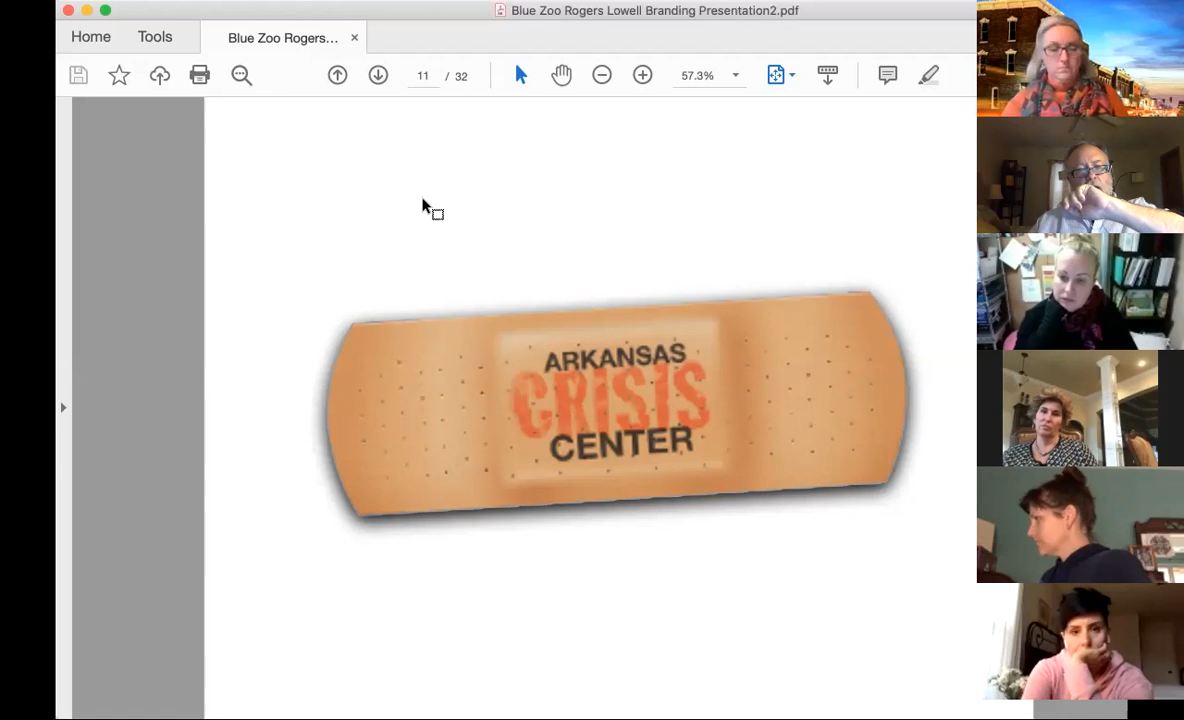 Blue Zoo Rogers Lowell Branding Presentation2.pdf
Home
Tools
Blue Zoo Rogers...
11 / 32
57.3%
ARKANSAS
CRISIS
CENTER